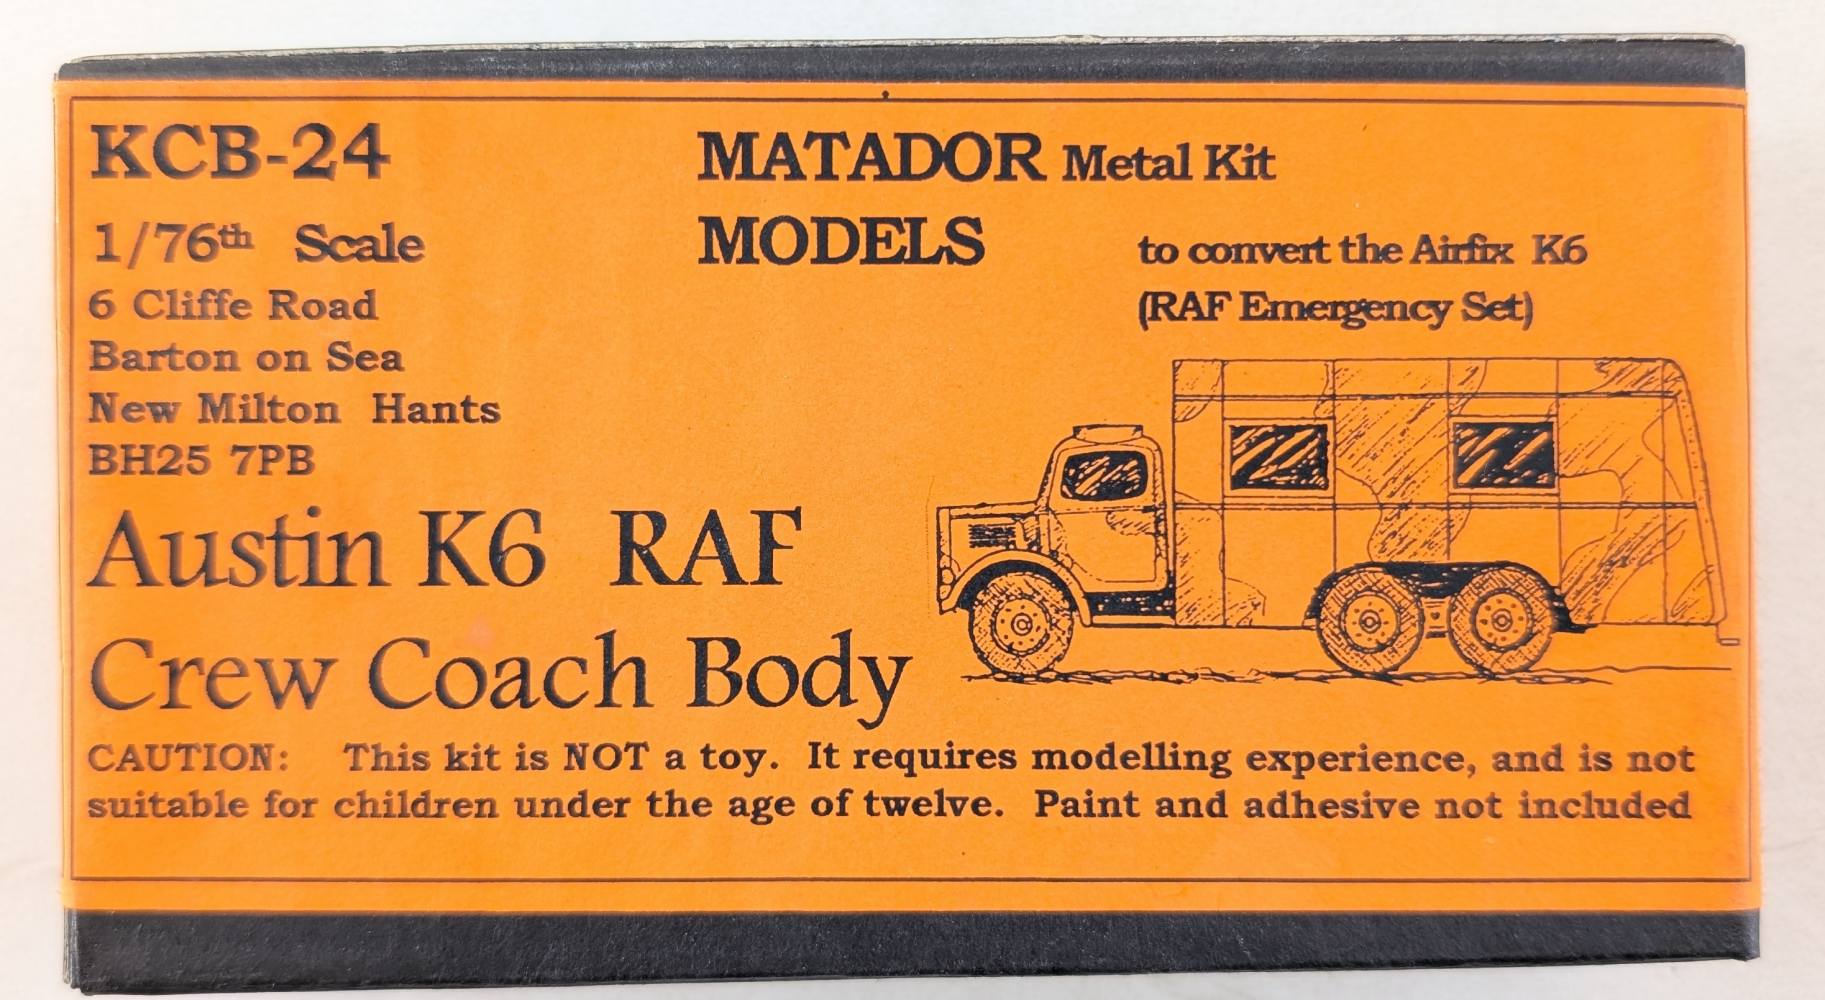 KCB-24
1/76th Scale
6 Cliffe Road
Barton on Sea
New Milton Hants
BH25 7PB
MATADOR Metal Kit
MODELS
to convert the Airfix K6
(RAF Emergency Set)
Austin K6 RAF
Crew Coach Body
CAUTION: This kit is NOT a toy. It requires modelling experience, and is not
suitable for children under the age of twelve. Paint and adhesive not included